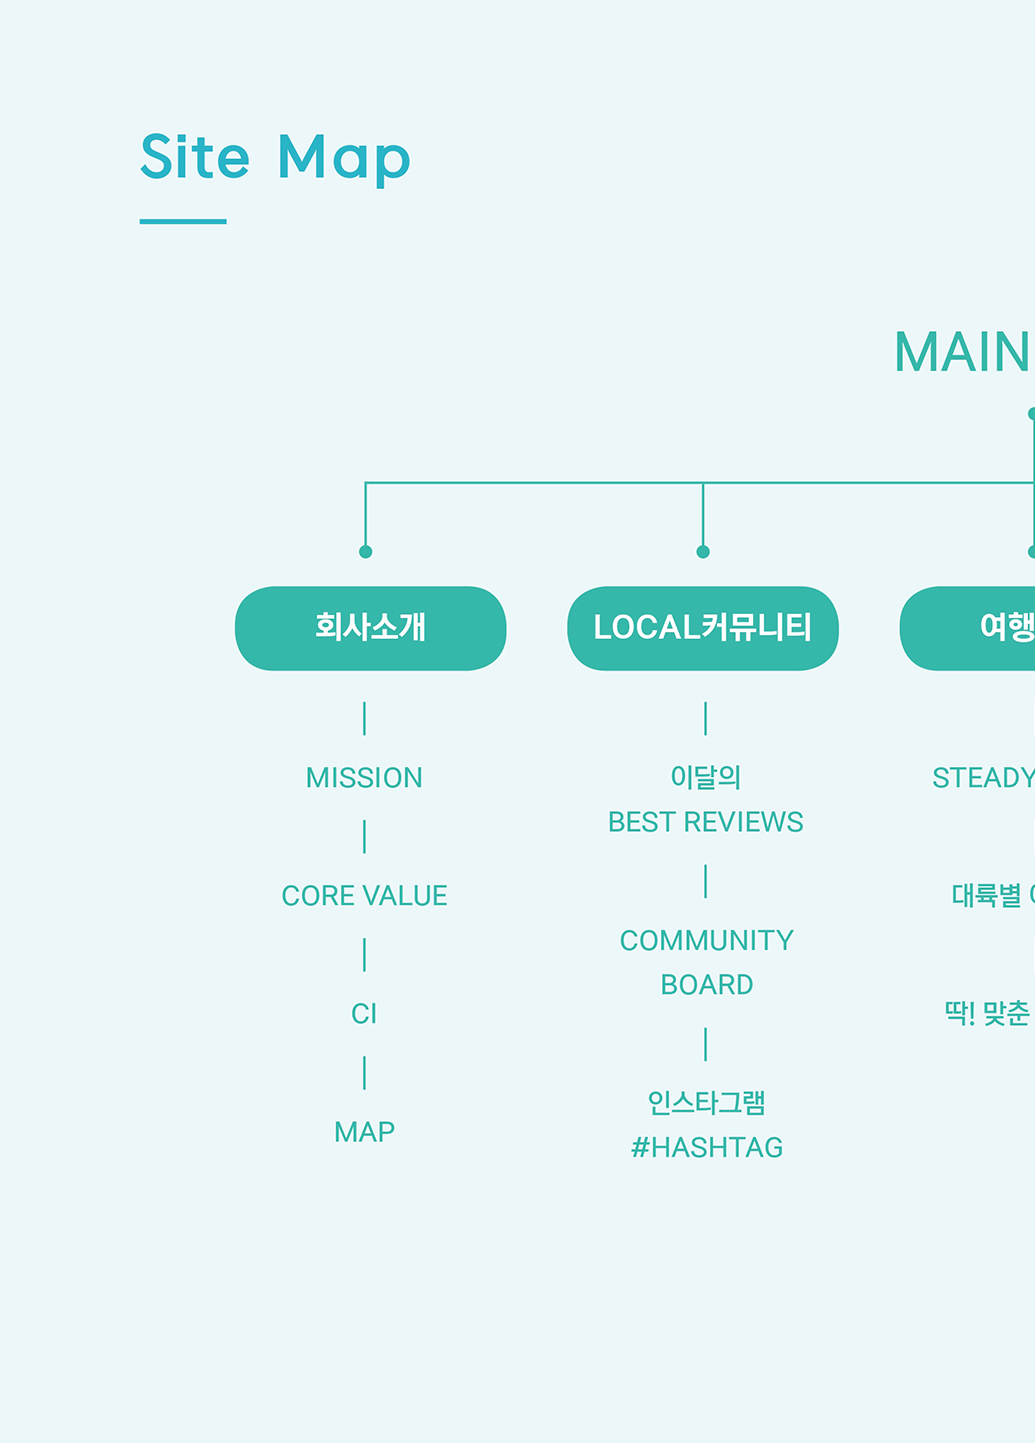 Site Map
MAIN
회사소개
MISSION
CORE VALUE
CI
MAP
LOCAL커뮤니티
이달의
BEST REVIEWS
COMMUNITY
BOARD
인스타그램
#HASHTAG
여행
STEADY
대륙별
딱! 맞춘